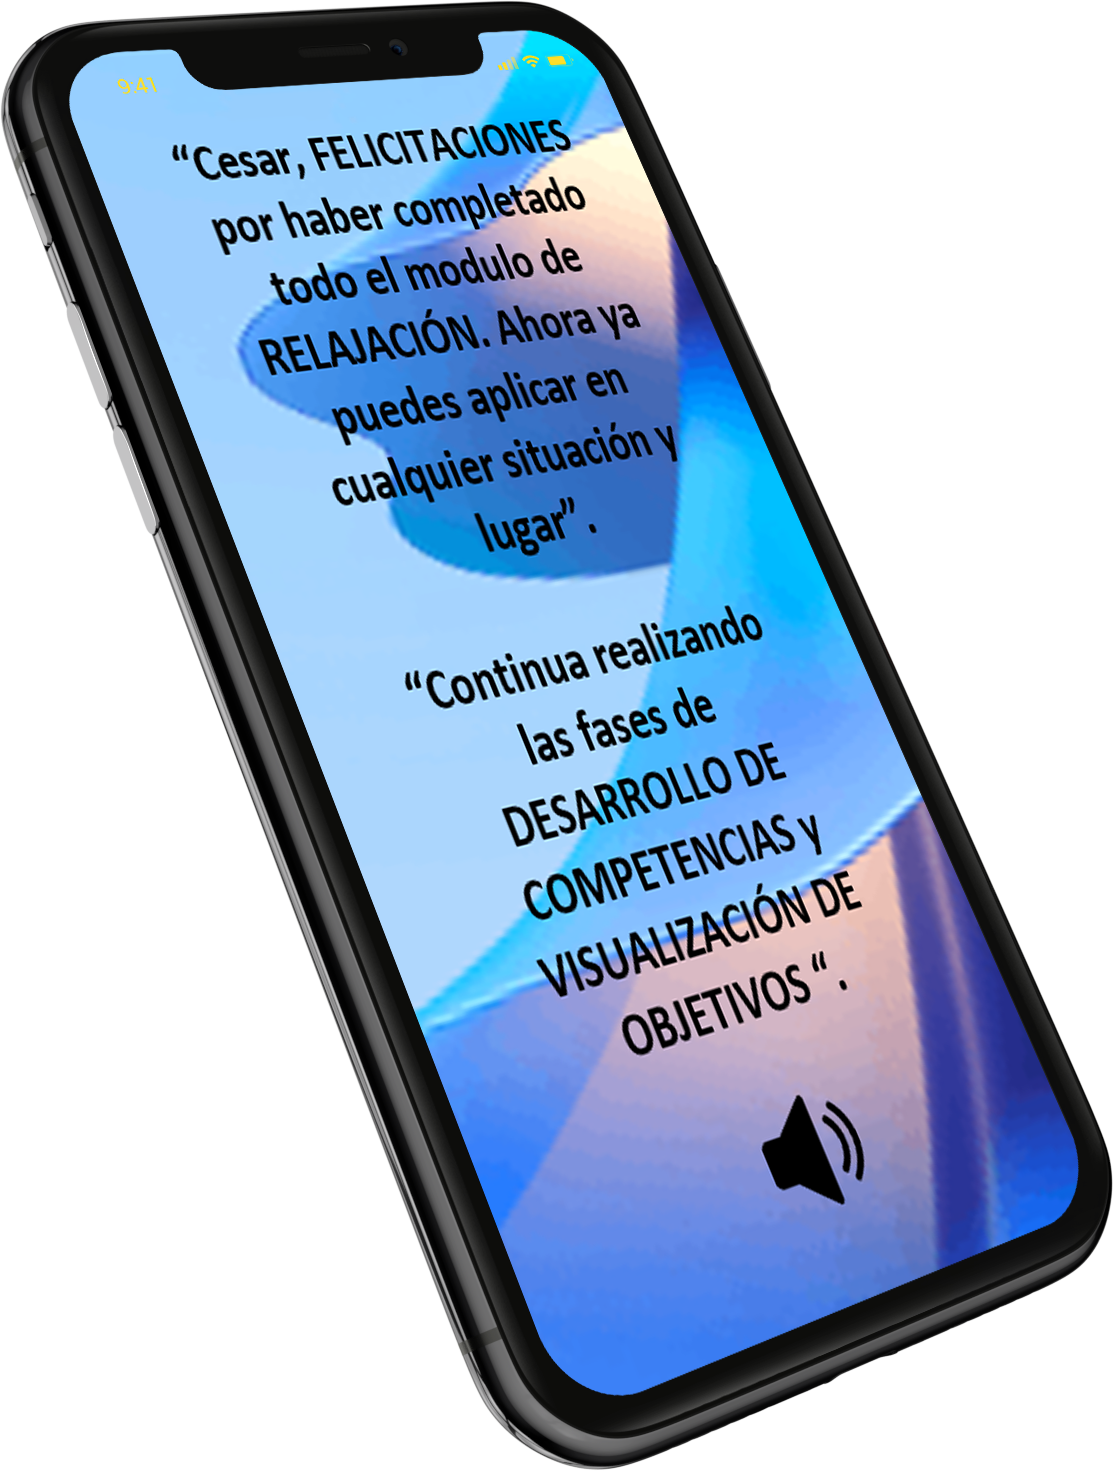 9:41
“Cesar, FELICITACIONES
por haber completado
todo el modulo de
RELAJACIÓN. Ahora ya
puedes aplicar en
cualquier situación y
lugar” .
“Continua realizando
las fases de
DESARROLLO DE
COMPETENCIAS y
VISUALIZACIÓN DE
OBJETIVOS “ .